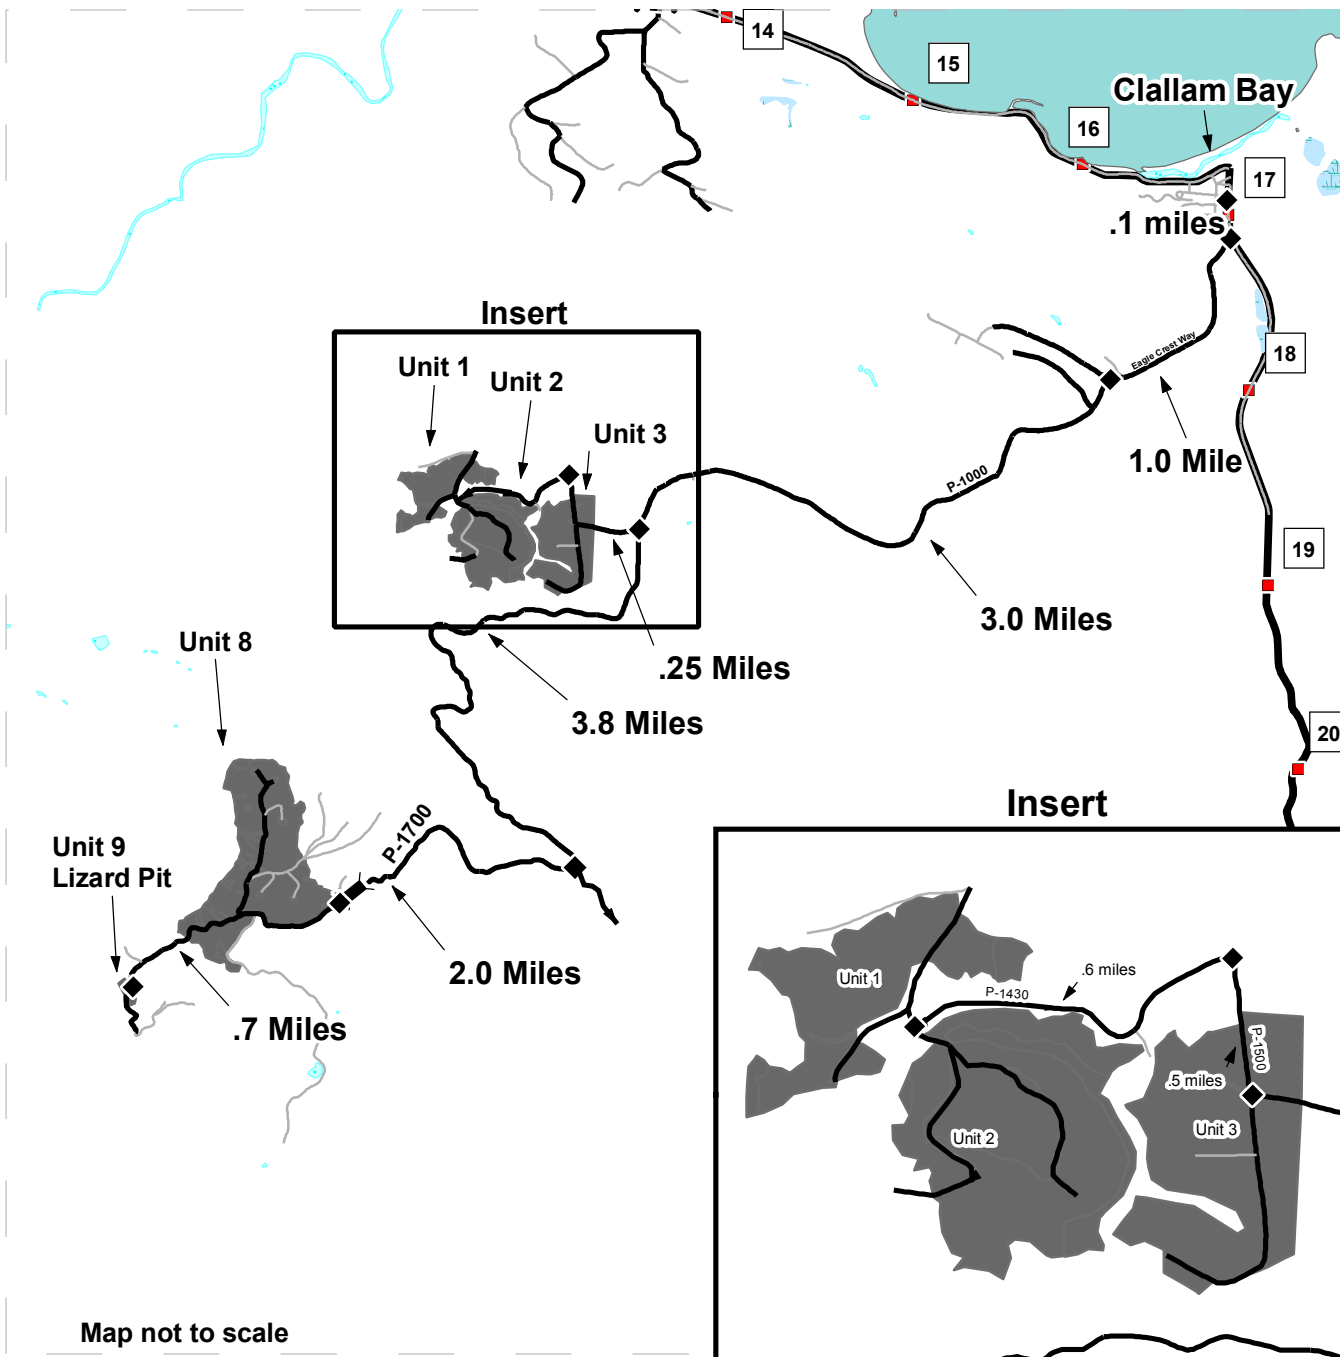 14
15
Clallam Bay
16
17
.1 miles
Insert
Eagle Crest Way
18
Unit 1
Unit 2
Unit 3
1.0 Mile
P-1000
19
3.0 Miles
Unit 8
.25 Miles
3.8 Miles
20
Insert
P-1700
Unit 9
Lizard Pit
2.0 Miles
.7 Miles
Unit 1
.6 miles
P-1430
P-1500
.5 miles
Unit 2
Unit 3
Map not to scale